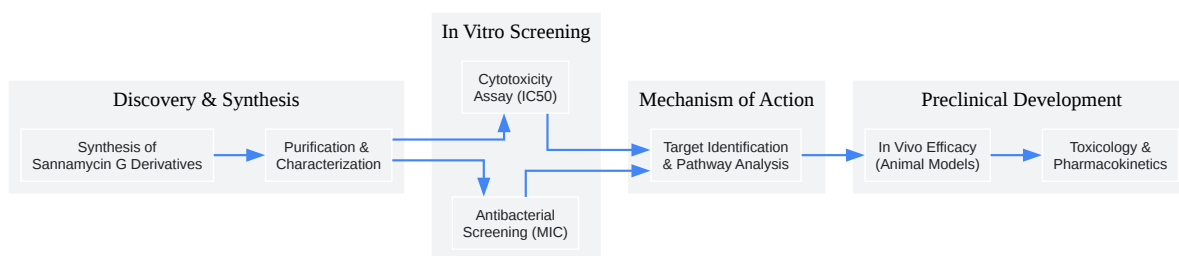 Discovery & Synthesis
Synthesis of
Sannamycin G Derivatives
Purification &
Characterization
In Vitro Screening
Cytotoxicity
Assay (IC50)
Antibacterial
Screening (MIC)
Mechanism of Action
Target Identification
& Pathway Analysis
Preclinical Development
In Vivo Efficacy
(Animal Models)
Toxicology &
Pharmacokinetics